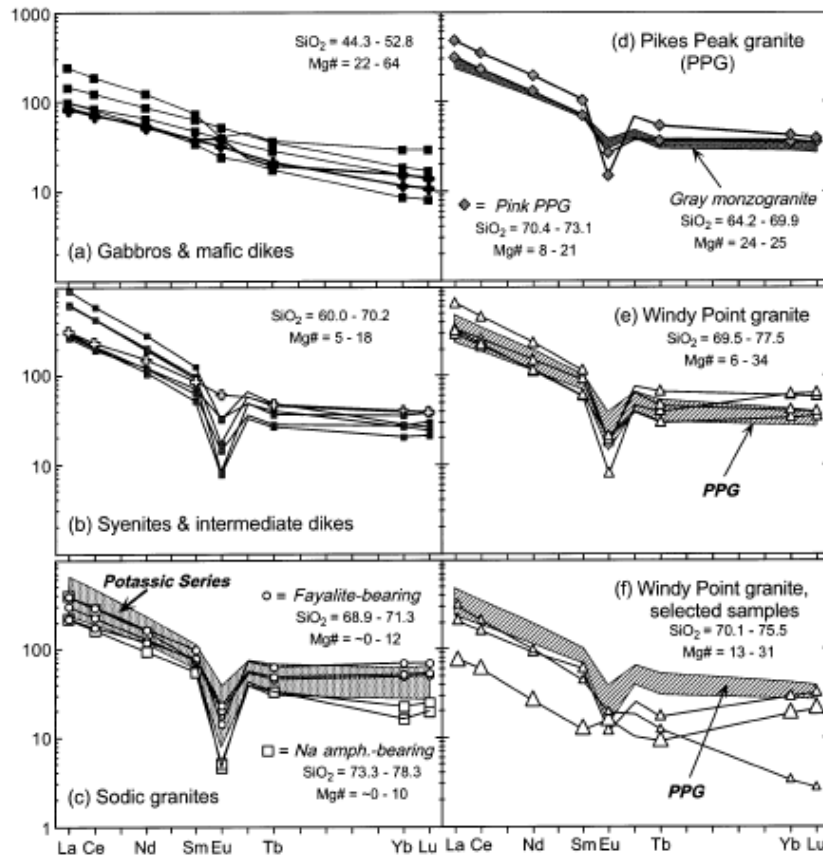 1000
100
10
SiO2 = 44.3 - 52.8
Mg# = 22 - 64
(a) Gabbros & mafic dikes
(d) Pikes Peak granite
(PPG)
= Pink PPG
SiO2 = 70.4 - 73.1
Mg# = 8 - 21
Gray monzogranite
SiO2 = 64.2 - 69.9
Mg# = 24 - 25
100
10
SiO2 = 60.0 - 70.2
Mg# = 5 - 18
(b) Syenites & intermediate dikes
(e) Windy Point granite
SiO2 = 69.5 - 77.5
Mg# = 6 - 34
PPG
100
10
1
Potassic Series
= Fayalite-bearing
SiO2 = 68.9 - 71.3
Mg# = ~0 - 12
= Na amph.-bearing
SiO2 = 73.3 - 78.3
Mg# = ~0 - 10
(c) Sodic granites
(f) Windy Point granite,
selected samples
SiO2 = 70.1 - 75.5
Mg# = 13 - 31
PPG
La Ce Nd Sm Eu Tb Yb Lu
La Ce Nd Sm Eu Tb Yb Lu